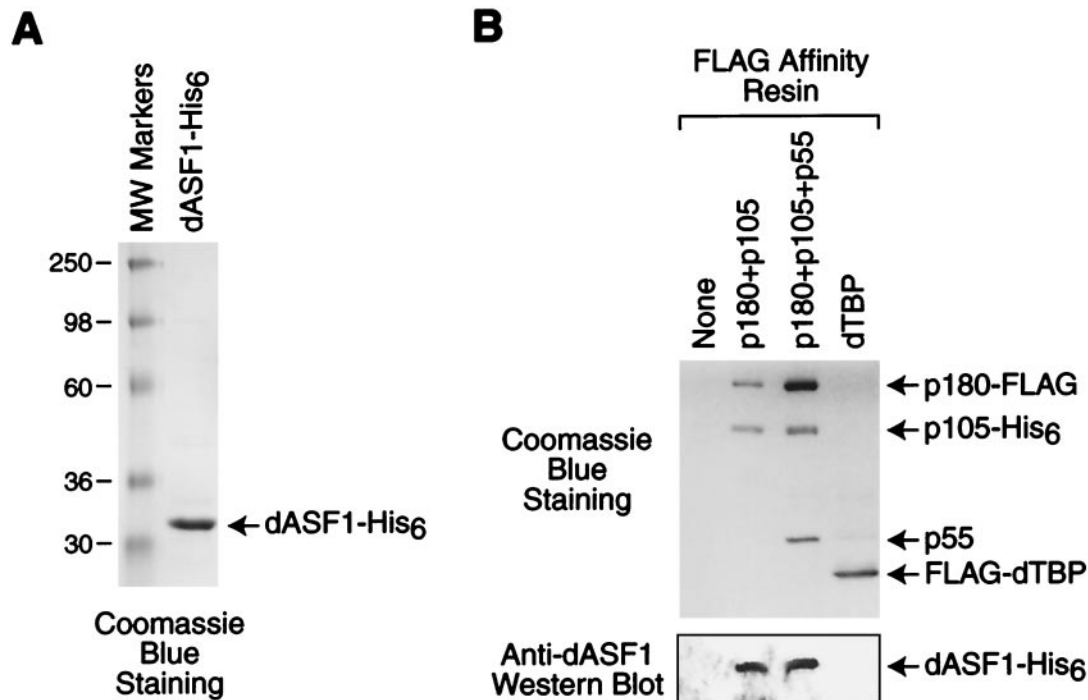 A
MW Markers
dASF1-His6
250
98
60
36
30
dASF1-His6
Coomassie
Blue
Staining
B
FLAG Affinity
Resin
None
p180+p105
p180+p105+p55
dTBP
Coomassie
Blue
Staining
p180-FLAG
p105-His6
p55
FLAG-dTBP
Anti-dASF1
Western Blot
dASF1-His6